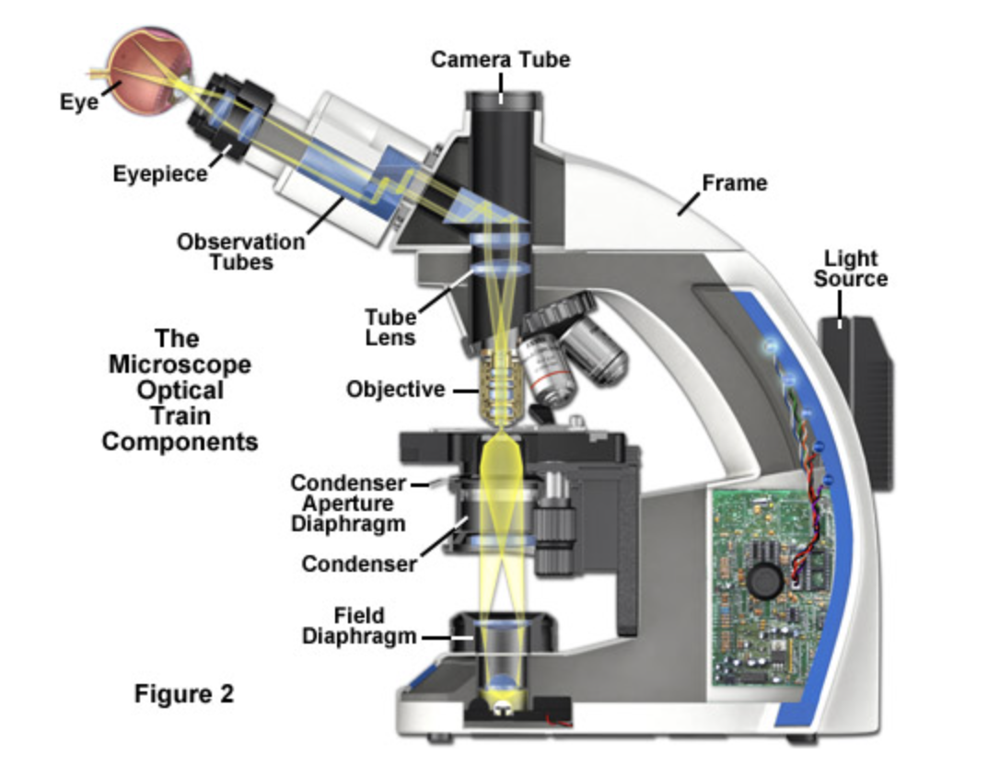 Camera Tube
Eye
Eyepiece
Frame
Observation
Tubes
Light
Source
Tube
Lens
The
Microscope
Optical
Train
Components
Objective
Condenser
Aperture
Diaphragm
Condenser
Field
Diaphragm
Figure 2